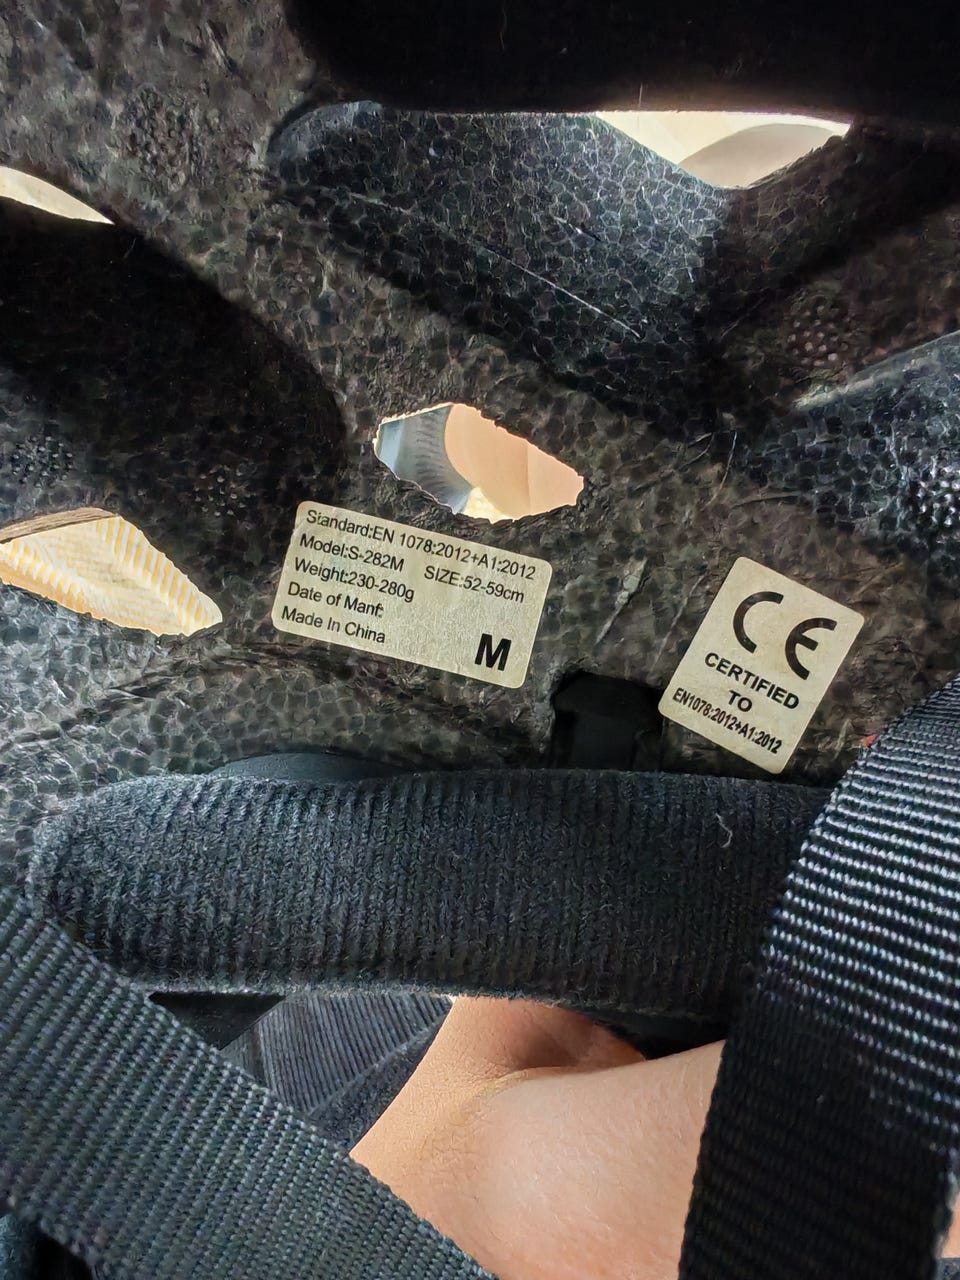 Standard:EN 1078:2012+A1:2012
Model:S-282M SIZE:52-59cm
Weight:230-280g
Date of Manf:
Made In China
M
CE
CERTIFIED
TO
EN1078:2012+A1:2012